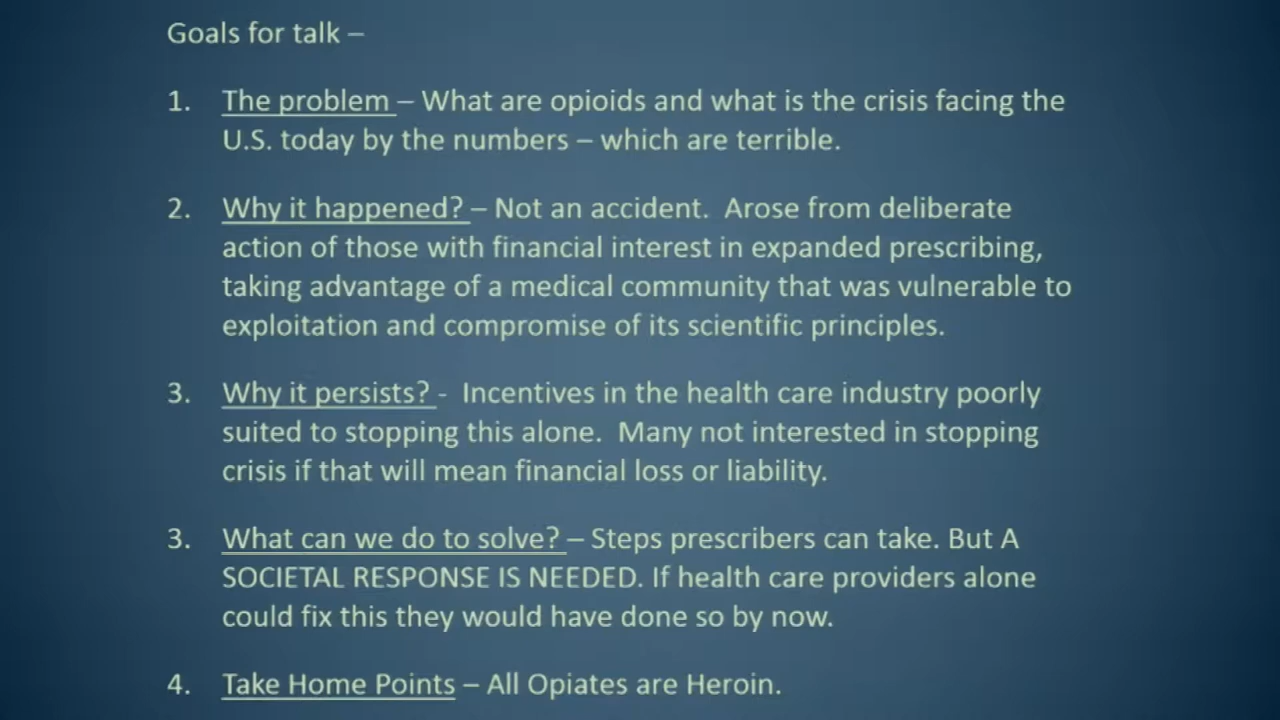 Goals for talk –
1. The problem – What are opioids and what is the crisis facing the
U.S. today by the numbers – which are terrible.
2. Why it happened? – Not an accident.  Arose from deliberate
action of those with financial interest in expanded prescribing,
taking advantage of a medical community that was vulnerable to
exploitation and compromise of its scientific principles.
3. Why it persists? -  Incentives in the health care industry poorly
suited to stopping this alone.  Many not interested in stopping
crisis if that will mean financial loss or liability.
3. What can we do to solve? – Steps prescribers can take. But A
SOCIETAL RESPONSE IS NEEDED. If health care providers alone
could fix this they would have done so by now.
4. Take Home Points – All Opiates are Heroin.